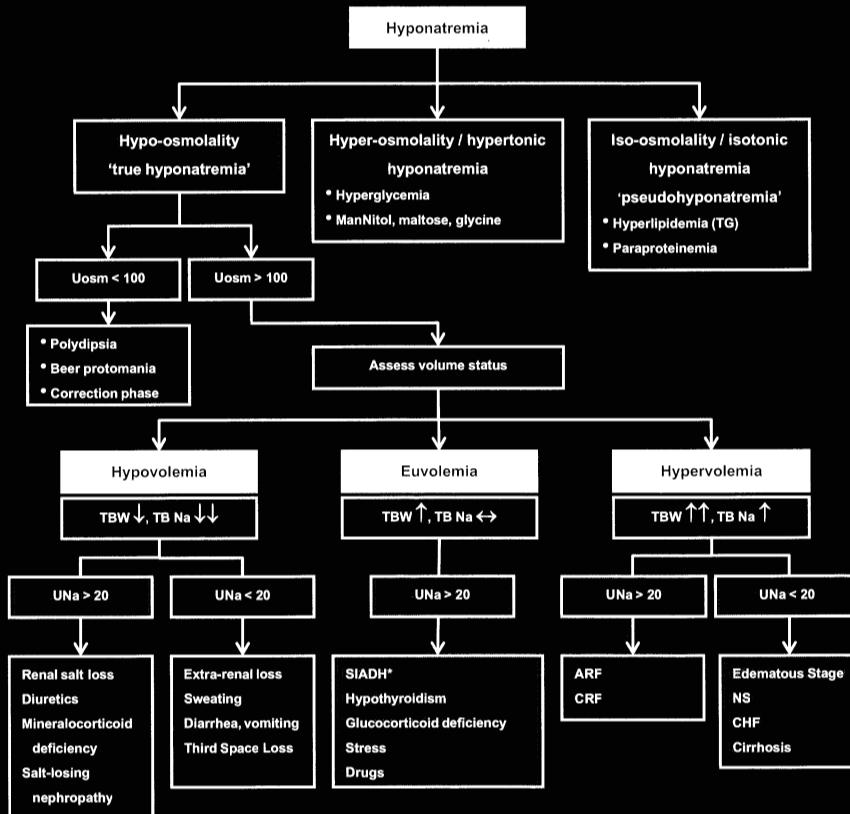 Hyponatremia
Hypo-osmolality
‘true hyponatremia’
Hyper-osmolality / hypertonic
hyponatremia
• Hyperglycemia
• ManNitol, maltose, glycine
Iso-osmolality / isotonic
hyponatremia
‘pseudohyponatremia’
• Hyperlipidemia (TG)
• Paraproteinemia
Uosm < 100
Uosm > 100
• Polydipsia
• Beer protomania
• Correction phase
Assess volume status
Hypovolemia
TBW ↓, TB Na ↓↓
Euvolemia
TBW ↑, TB Na ↔
Hypervolemia
TBW ↑↑, TB Na ↑
UNa > 20
UNa < 20
UNa > 20
UNa > 20
UNa < 20
Renal salt loss
Diuretics
Mineralocorticoid
deficiency
Salt-losing
nephropathy
Extra-renal loss
Sweating
Diarrhea, vomiting
Third Space Loss
SIADH*
Hypothyroidism
Glucocorticoid deficiency
Stress
Drugs
ARF
CRF
Edematous Stage
NS
CHF
Cirrhosis